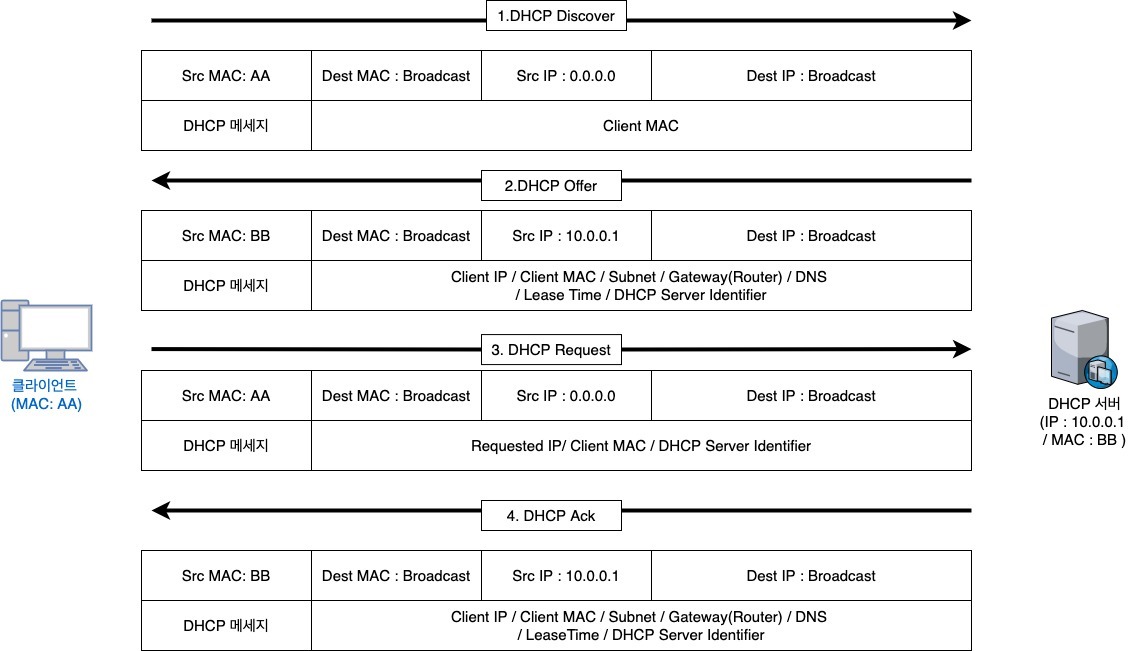 1.DHCP Discover
Src MAC: AA
Dest MAC : Broadcast
Src IP : 0.0.0.0
Dest IP : Broadcast
DHCP 메세지
Client MAC
2.DHCP Offer
Src MAC: BB
Dest MAC : Broadcast
Src IP : 10.0.0.1
Dest IP : Broadcast
DHCP 메세지
Client IP / Client MAC / Subnet / Gateway(Router) / DNS
/ Lease Time / DHCP Server Identifier
클라이언트
(MAC: AA)
3. DHCP Request
Src MAC: AA
Dest MAC : Broadcast
Src IP : 0.0.0.0
Dest IP : Broadcast
DHCP 메세지
Requested IP/ Client MAC / DHCP Server Identifier
DHCP 서버
(IP : 10.0.0.1
/ MAC : BB )
4. DHCP Ack
Src MAC: BB
Dest MAC : Broadcast
Src IP : 10.0.0.1
Dest IP : Broadcast
DHCP 메세지
Client IP / Client MAC / Subnet / Gateway(Router) / DNS
/ LeaseTime / DHCP Server Identifier